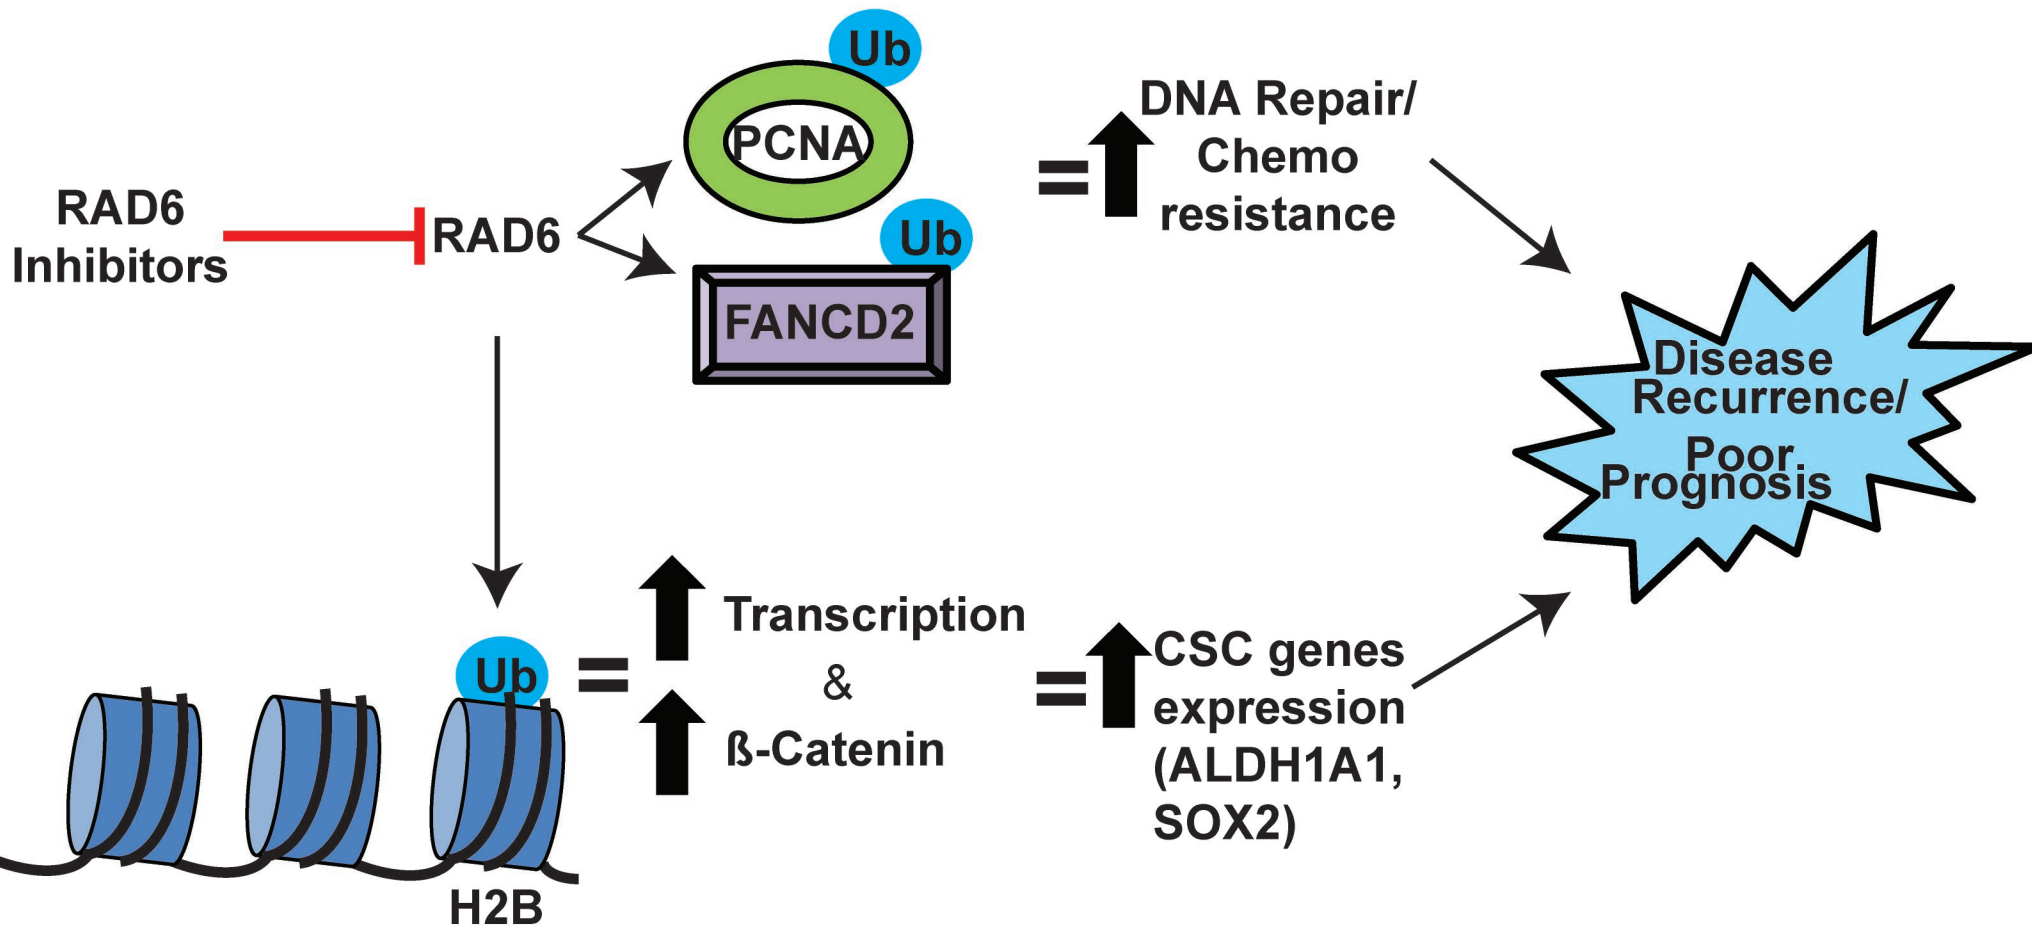 RAD6
Inhibitors
RAD6
Ub
PCNA
Ub
FANCD2
=
DNA Repair/
Chemo
resistance
Disease
Recurrence/
Poor
Prognosis
Ub
H2B
=
Transcription
&
ß-Catenin
=
CSC genes
expression
(ALDH1A1,
SOX2)